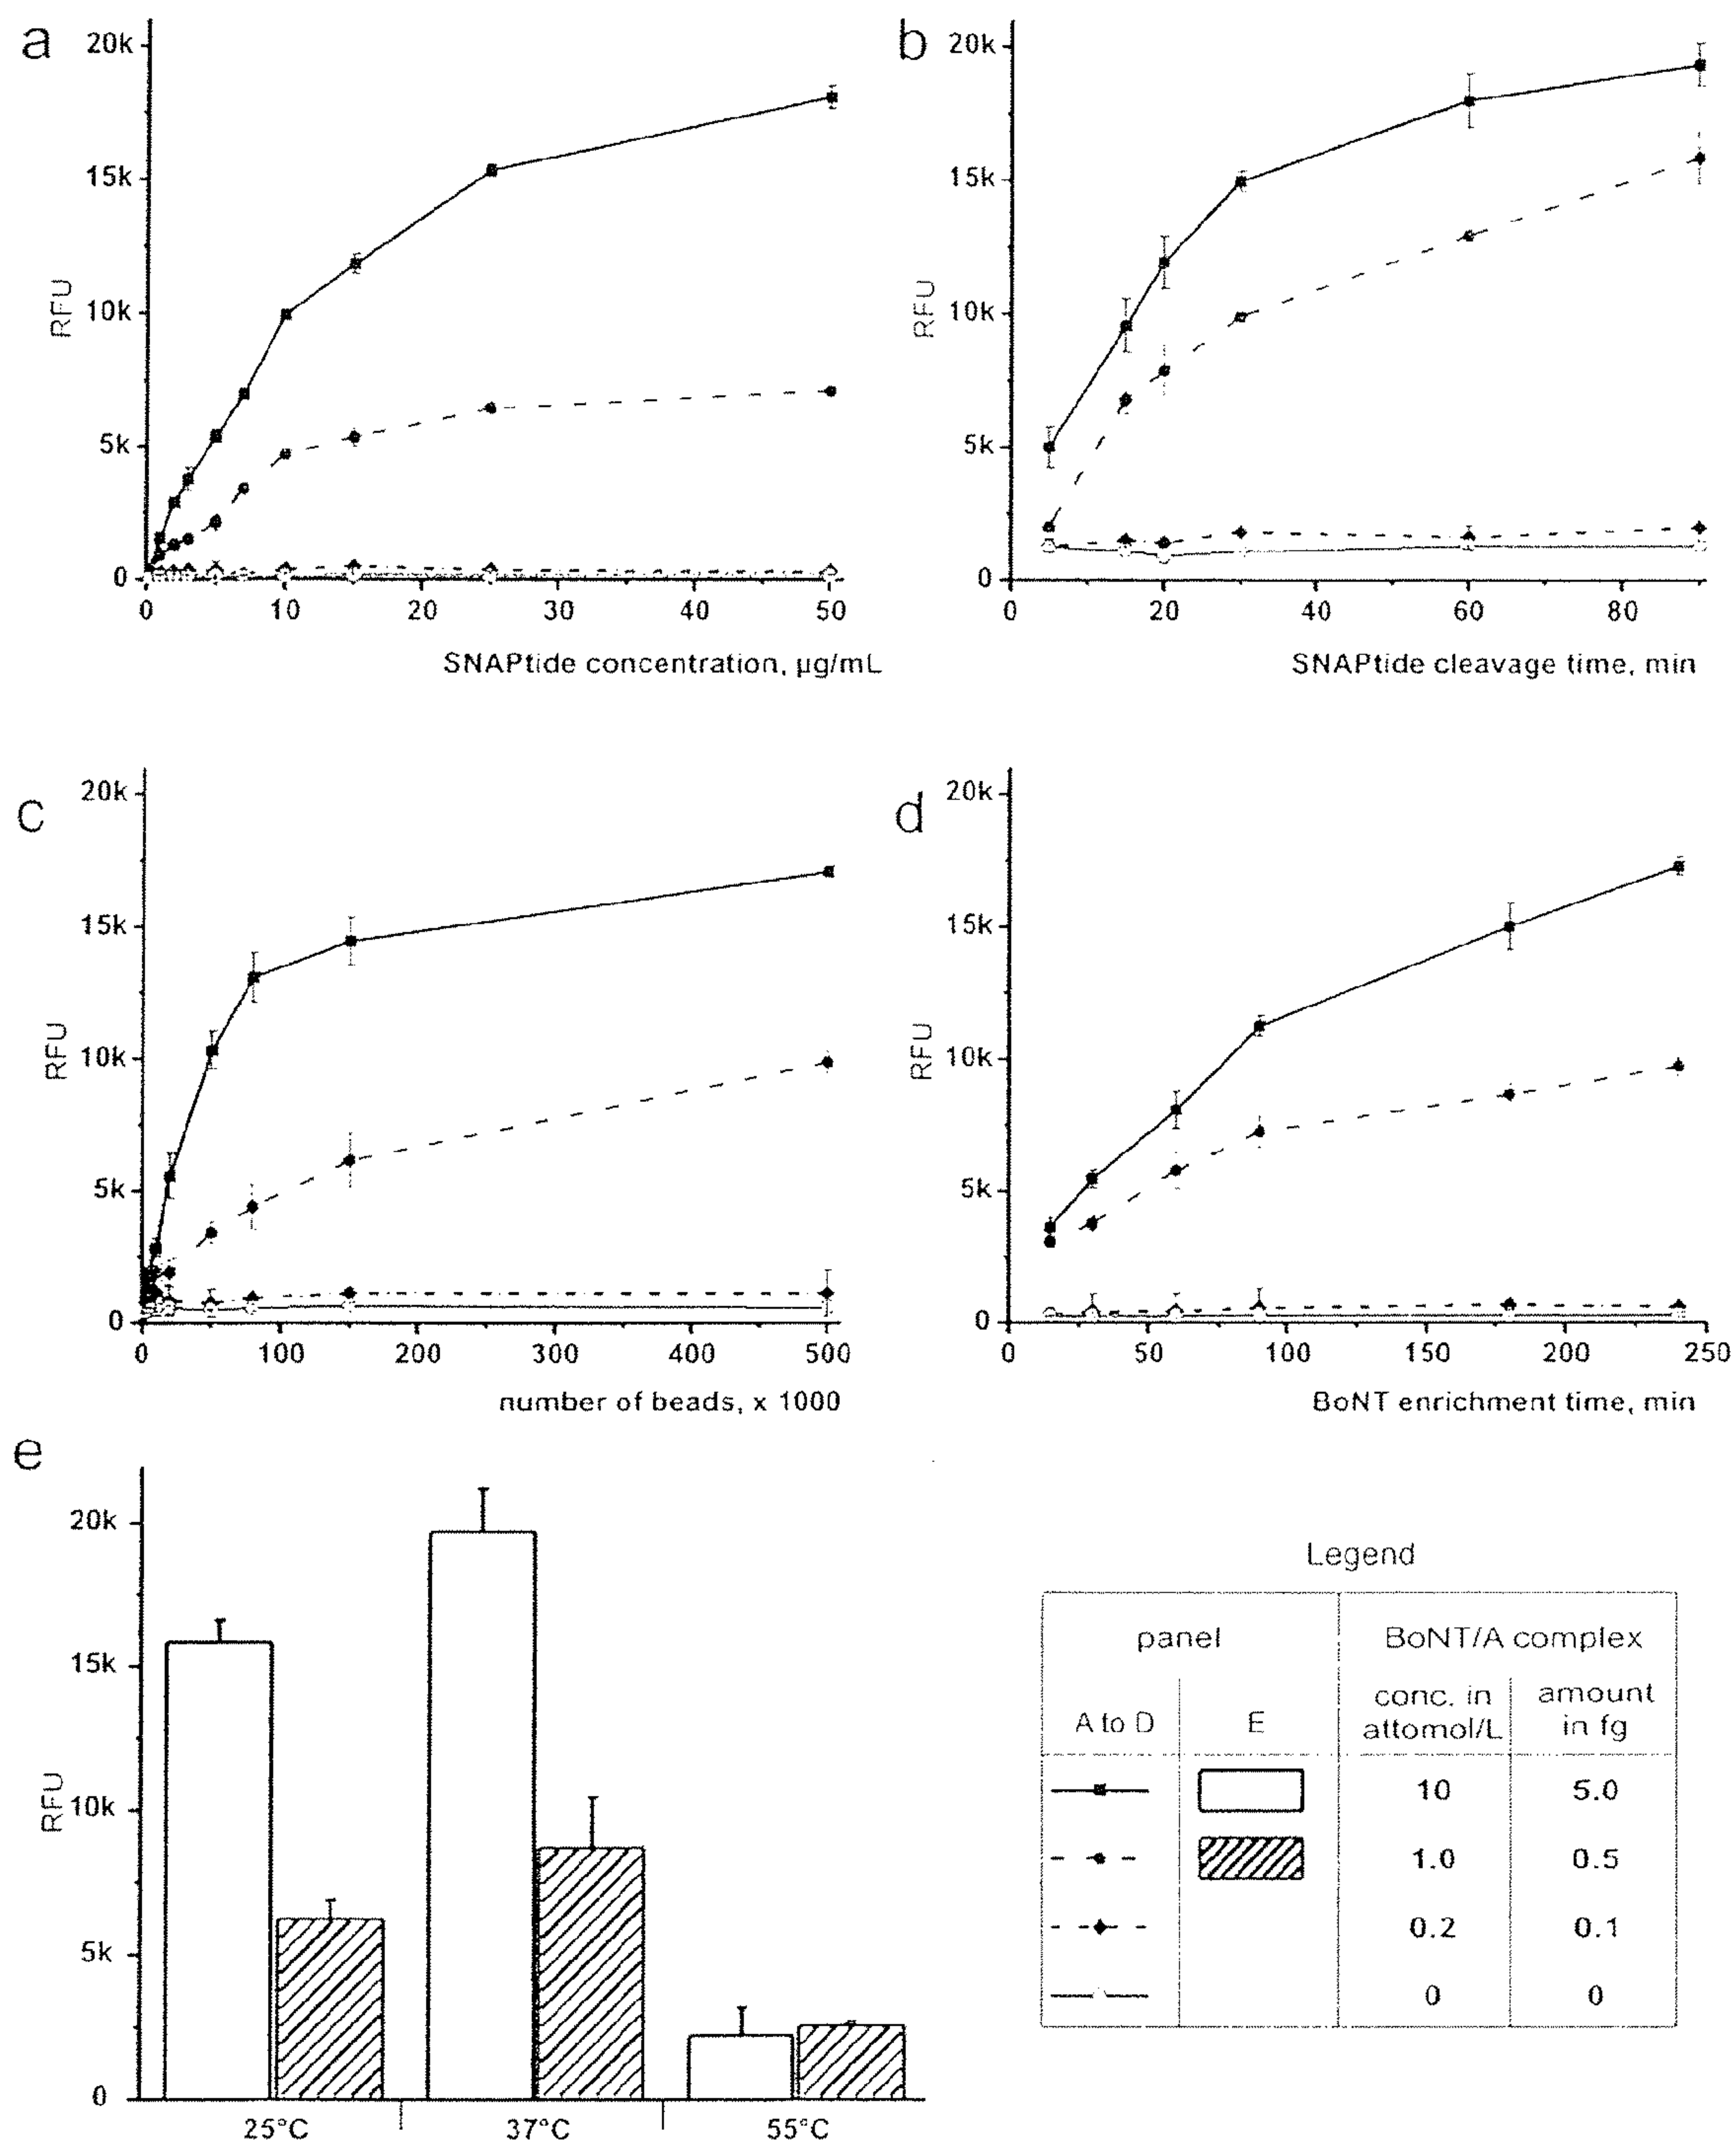 a
20k
15k
10k
5k
0
RFU
0 10 20 30 40 50
SNAPtide concentration, µg/mL
b
20k
15k
10k
5k
0
RFU
0 20 40 60 80
SNAPtide cleavage time, min
c
20k
15k
10k
5k
0
RFU
0 100 200 300 400 500
number of beads, x 1000
d
20k
15k
10k
5k
0
RFU
0 50 100 150 200 250
BoNT enrichment time, min
e
20k
15k
10k
5k
0
RFU
25°C 37°C 55°C
Legend
panel BoNT/A complex
A to D E conc. in attomol/L amount in fg
10 5.0
1.0 0.5
0.2 0.1
0 0